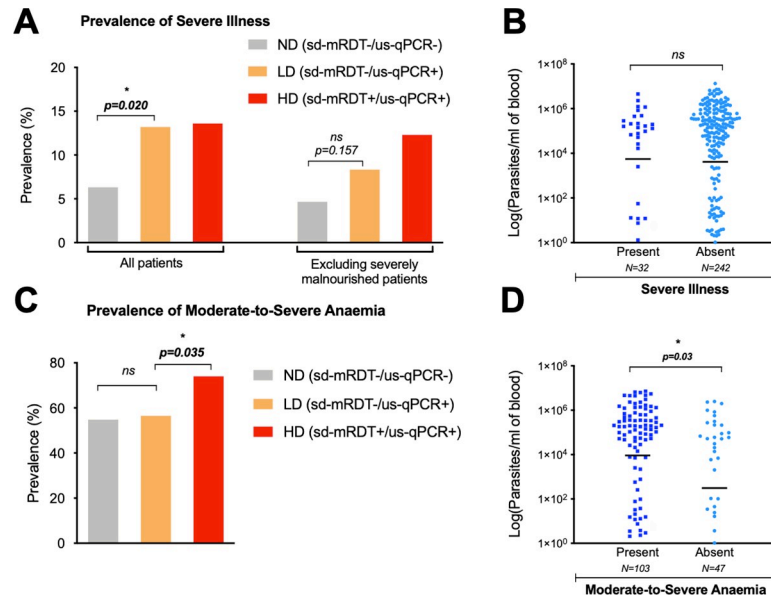 A
Prevalence of Severe Illness
ND (sd-mRDT-/us-qPCR-)
LD (sd-mRDT-/us-qPCR+)
HD (sd-mRDT+/us-qPCR+)
Prevalence (%)
20
15
10
5
0
*
p=0.020
ns
p=0.157
All patients
Excluding severely
malnourished patients
B
ns
Log(Parasites/ml of blood)
1×10⁸
1×10⁶
1×10⁴
1×10²
1×10⁰
Present
Absent
N=32
N=242
Severe Illness
C
Prevalence of Moderate-to-Severe Anaemia
ND (sd-mRDT-/us-qPCR-)
LD (sd-mRDT-/us-qPCR+)
HD (sd-mRDT+/us-qPCR+)
Prevalence (%)
80
60
40
20
0
ns
*
p=0.035
D
*
p=0.03
Log(Parasites/ml of blood)
1×10⁸
1×10⁶
1×10⁴
1×10²
1×10⁰
Present
Absent
N=103
N=47
Moderate-to-Severe Anaemia